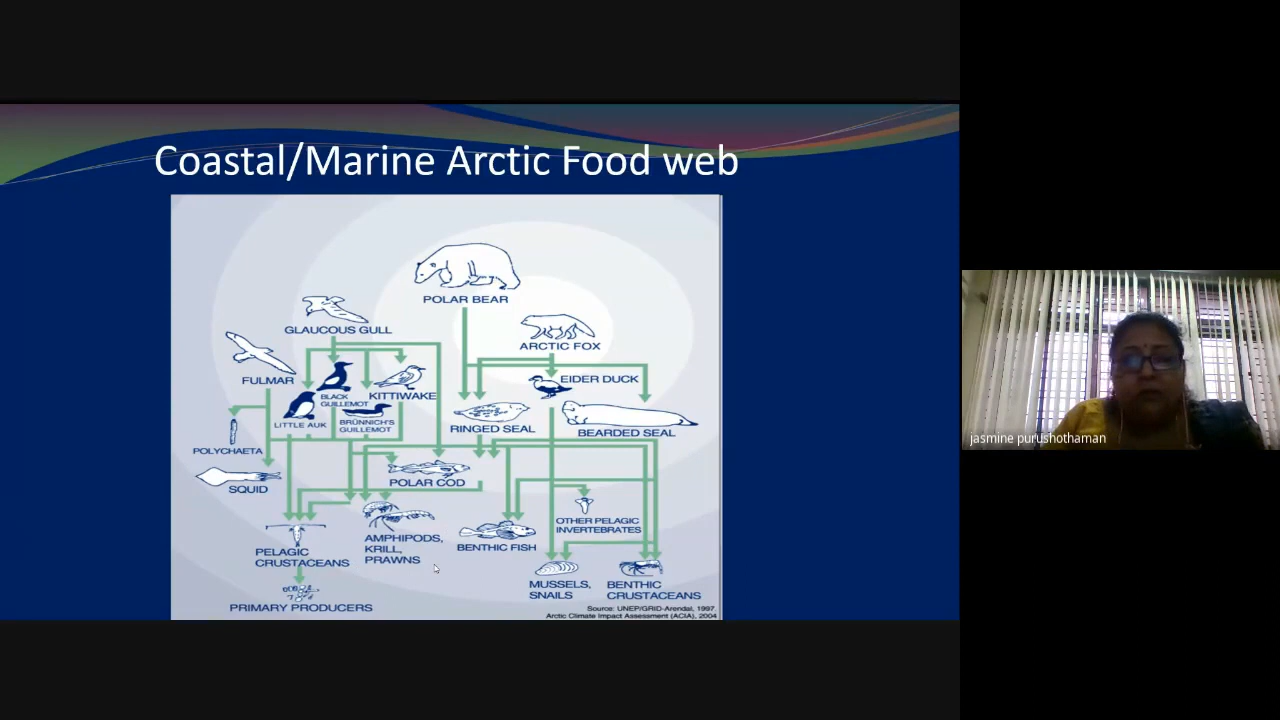 Coastal/Marine Arctic Food web
POLAR BEAR
GLAUCOUS GULL
ARCTIC FOX
FULMAR
BLACK
GUILLEMOT
KITTIWAKE
EIDER DUCK
LITTLE AUK
BRÜNNICH'S
GUILLEMOT
RINGED SEAL
BEARDED SEAL
POLYCHAETA
SQUID
POLAR COD
OTHER PELAGIC
INVERTEBRATES
PELAGIC
CRUSTACEANS
AMPHIPODS,
KRILL,
PRAWNS
BENTHIC FISH
MUSSELS,
SNAILS
BENTHIC
CRUSTACEANS
PRIMARY PRODUCERS
Source: UNEP/GRID-Arendal, 1997.
Arctic Climate Impact Assessment (ACIA), 2004
jasmine purushothaman